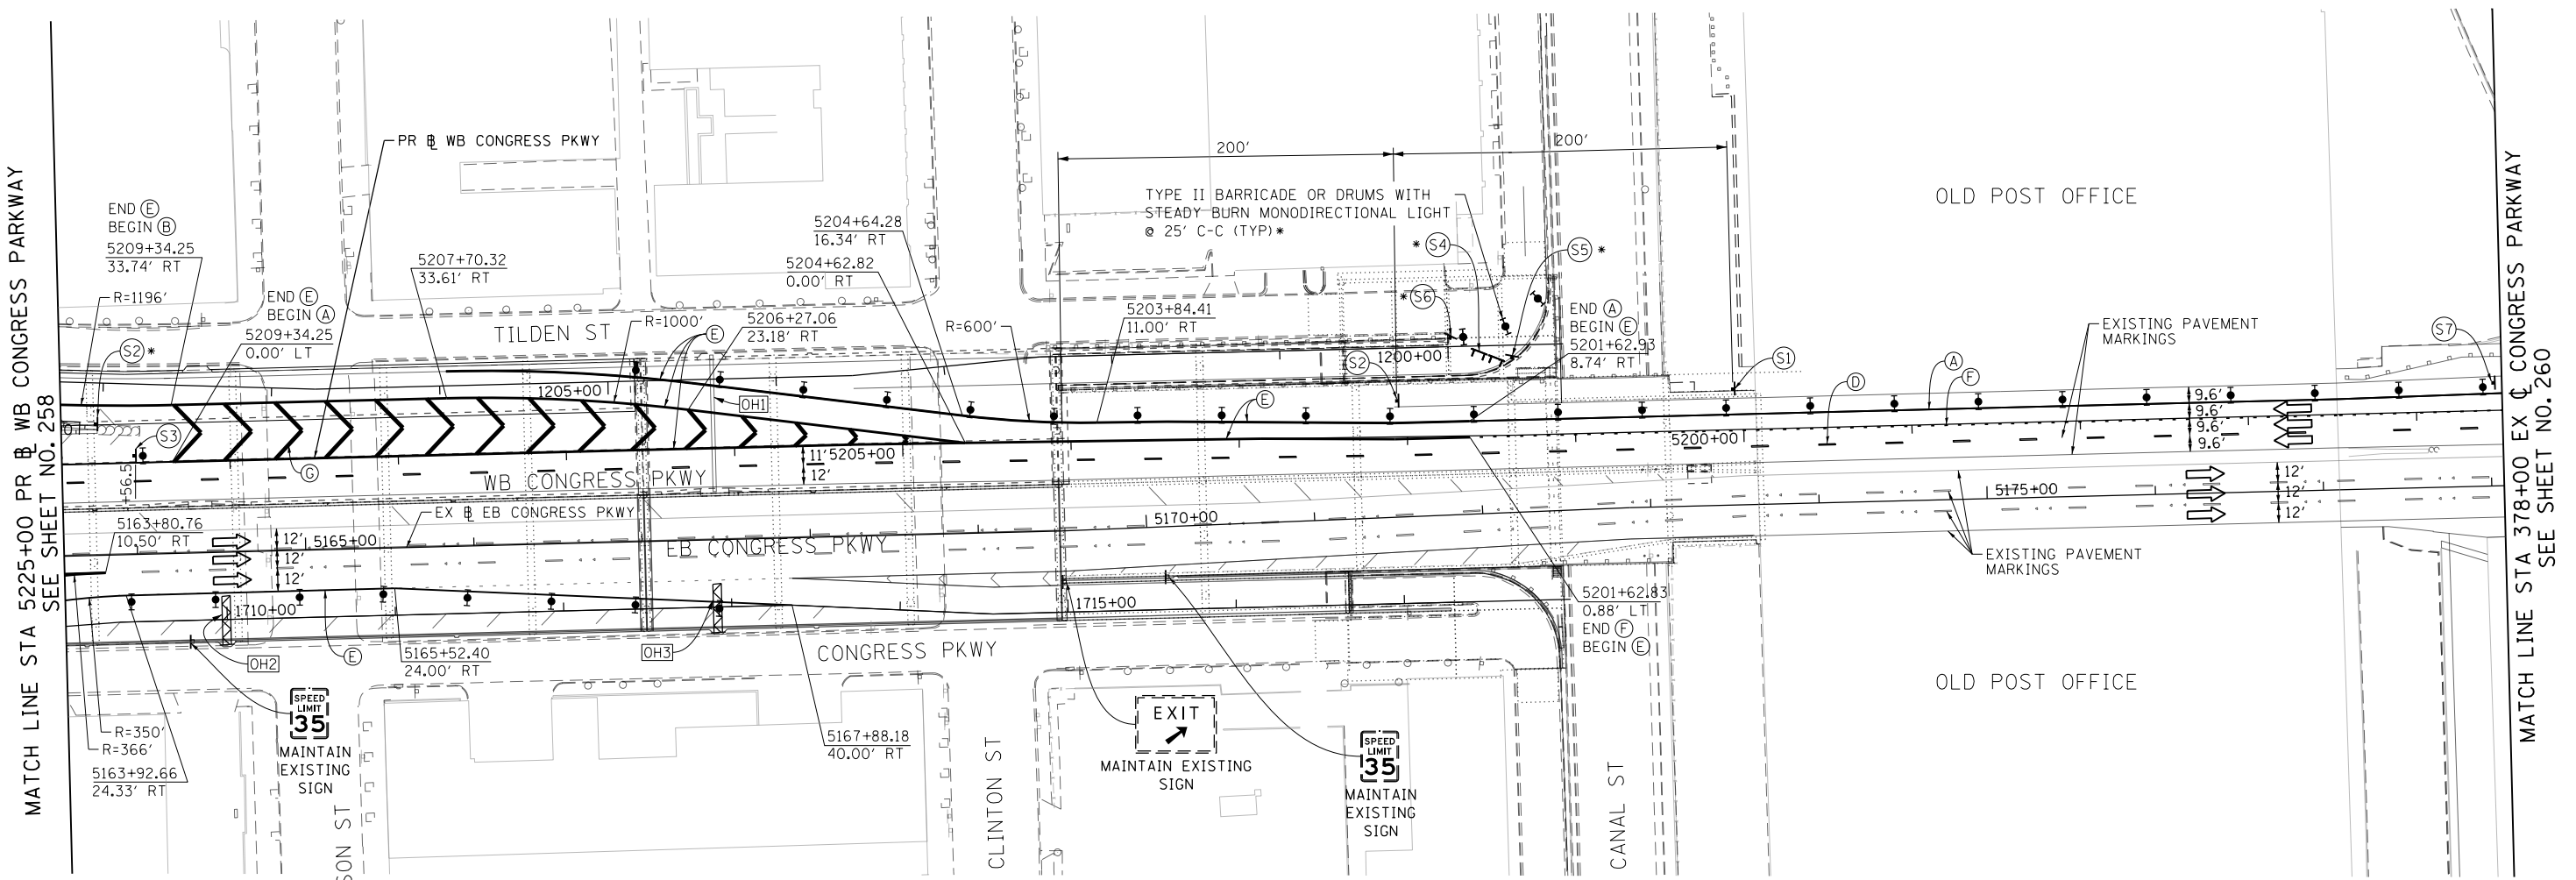 MATCH LINE STA 5225+00 PR B WB CONGRESS PARKWAY
SEE SHEET NO. 258
PR B WB CONGRESS PKWY
END E
BEGIN B
5209+34.25
33.74' RT
R=1196'
END E
BEGIN A
5209+34.25
0.00' LT
S2 *
S3
+56.5
G
5207+70.32
33.61' RT
TILDEN ST
1205+00
R=1000'
E
5206+27.06
23.18' RT
OH1
5204+64.28
16.34' RT
5204+62.82
0.00' RT
R=600'
5203+84.41
11.00' RT
200'
200'
TYPE II BARRICADE OR DRUMS WITH
STEADY BURN MONODIRECTIONAL LIGHT
@ 25' C-C (TYP)*
* S4
S5 *
* S6
S2
1200+00
END A
BEGIN E
5201+62.93
8.74' RT
S1
E
OLD POST OFFICE
EXISTING PAVEMENT
MARKINGS
S7
A
D
F
9.6'
9.6'
9.6'
9.6'
5200+00
11'
12'
5205+00
WB CONGRESS PKWY
EX B EB CONGRESS PKWY
5163+80.76
10.50' RT
12'
12'
12'
5165+00
EB CONGRESS PKWY
5170+00
5175+00
12'
12'
12'
EXISTING PAVEMENT
MARKINGS
1710+00
OH2
E
5165+52.40
24.00' RT
OH3
1715+00
5201+62.83
0.88' LT
END F
BEGIN E
CONGRESS PKWY
R=350'
R=366'
5163+92.66
24.33' RT
SPEED
LIMIT
35
MAINTAIN
EXISTING
SIGN
5167+88.18
40.00' RT
EXIT
MAINTAIN EXISTING
SIGN
SPEED
LIMIT
35
MAINTAIN
EXISTING
SIGN
SON ST
CLINTON ST
CANAL ST
OLD POST OFFICE
MATCH LINE STA 378+00 EX ℄ CONGRESS PARKWAY
SEE SHEET NO. 260